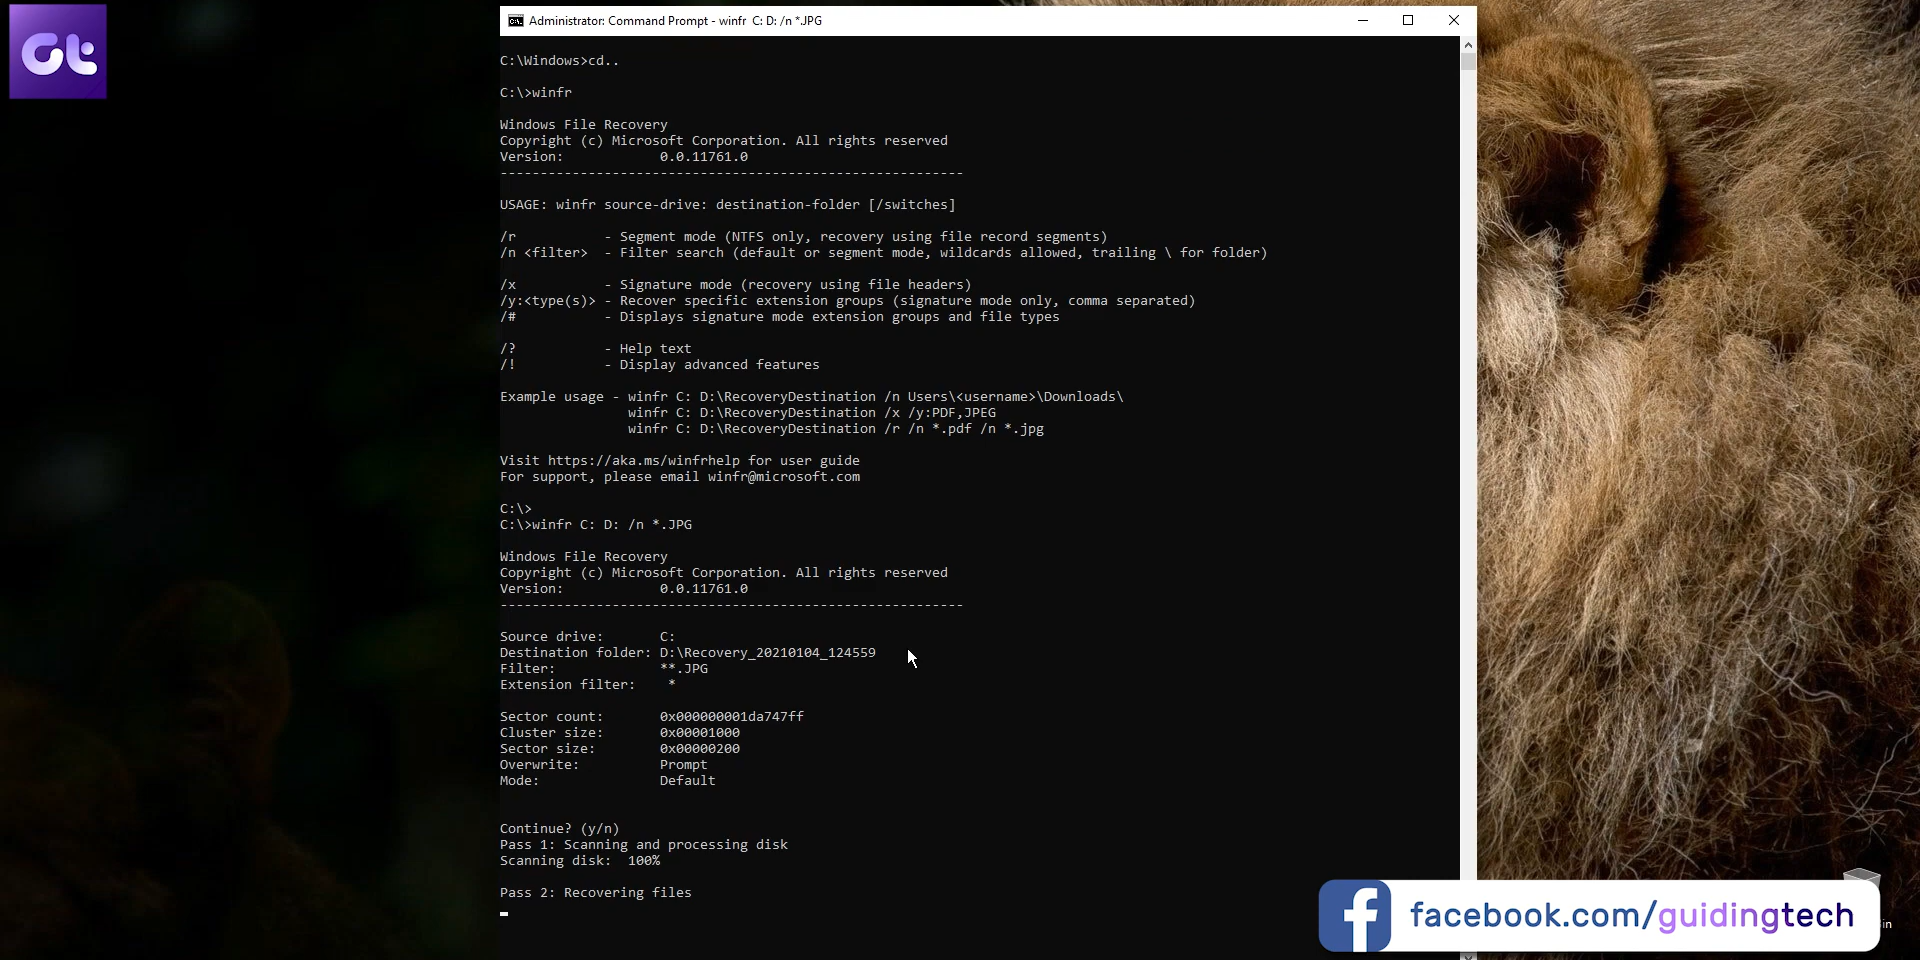 Gt
Administrator: Command Prompt - winfr  C: D: /n *.JPG
C:\Windows>cd..
C:\>winfr
Windows File Recovery
Copyright (c) Microsoft Corporation. All rights reserved
Version:            0.0.11761.0
----------------------------------------------------------
USAGE: winfr source-drive: destination-folder [/switches]
/r           - Segment mode (NTFS only, recovery using file record segments)
/n <filter>  - Filter search (default or segment mode, wildcards allowed, trailing \ for folder)
/x           - Signature mode (recovery using file headers)
/y:<type(s)> - Recover specific extension groups (signature mode only, comma separated)
/#           - Displays signature mode extension groups and file types
/?           - Help text
/!           - Display advanced features
Example usage - winfr C: D:\RecoveryDestination /n Users\<username>\Downloads\
                winfr C: D:\RecoveryDestination /x /y:PDF,JPEG
                winfr C: D:\RecoveryDestination /r /n *.pdf /n *.jpg
Visit https://aka.ms/winfrhelp for user guide
For support, please email winfr@microsoft.com
C:\>
C:\>winfr C: D: /n *.JPG
Windows File Recovery
Copyright (c) Microsoft Corporation. All rights reserved
Version:            0.0.11761.0
----------------------------------------------------------
Source drive:       C:
Destination folder: D:\Recovery_20210104_124559
Filter:             **.JPG
Extension filter:    *
Sector count:       0x000000001da747ff
Cluster size:       0x00001000
Sector size:        0x00000200
Overwrite:          Prompt
Mode:               Default
Continue? (y/n)
Pass 1: Scanning and processing disk
Scanning disk:  100%
Pass 2: Recovering files
facebook.com/guidingtech